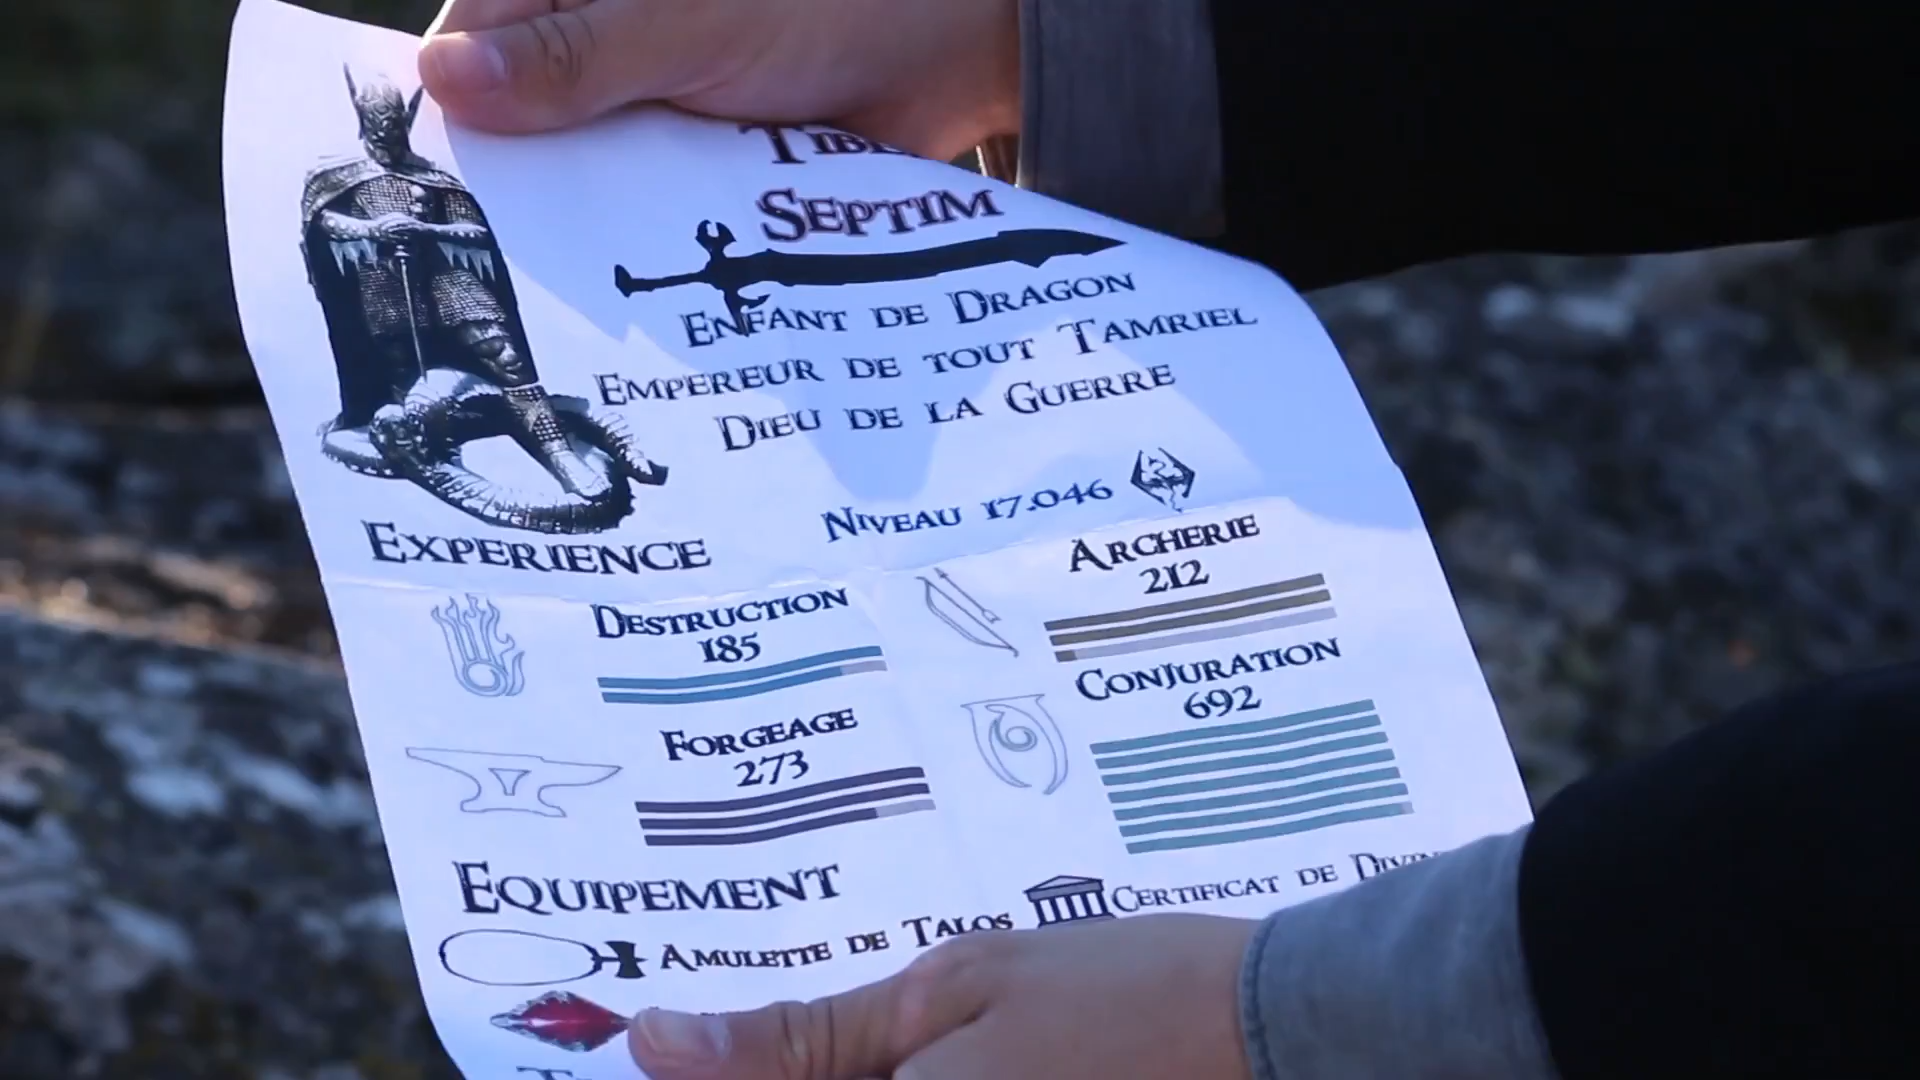 Septim
Enfant de Dragon
Empereur de tout Tamriel
Dieu de la Guerre
Niveau 17.046
Experience
Destruction
185
Archerie
212
Forgeage
273
Conjuration
692
Equipement
Amulette de Talos
Certificat de